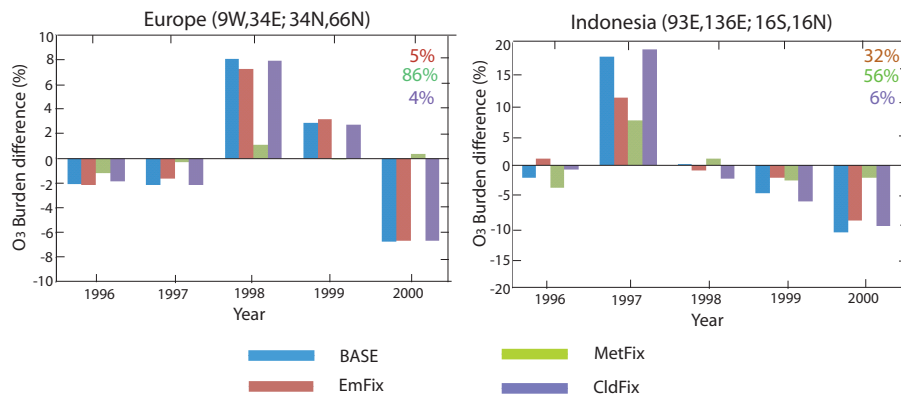 Europe (9W,34E; 34N,66N)
O3 Burden difference (%)
10
8
6
4
2
0
-2
-4
-6
-8
-10
5%
86%
4%
1996 1997 1998 1999 2000
Year
Indonesia (93E,136E; 16S,16N)
O3 Burden difference (%)
20
15
10
5
0
-5
-10
-15
-20
32%
56%
6%
1996 1997 1998 1999 2000
Year
BASE
EmFix
MetFix
CldFix